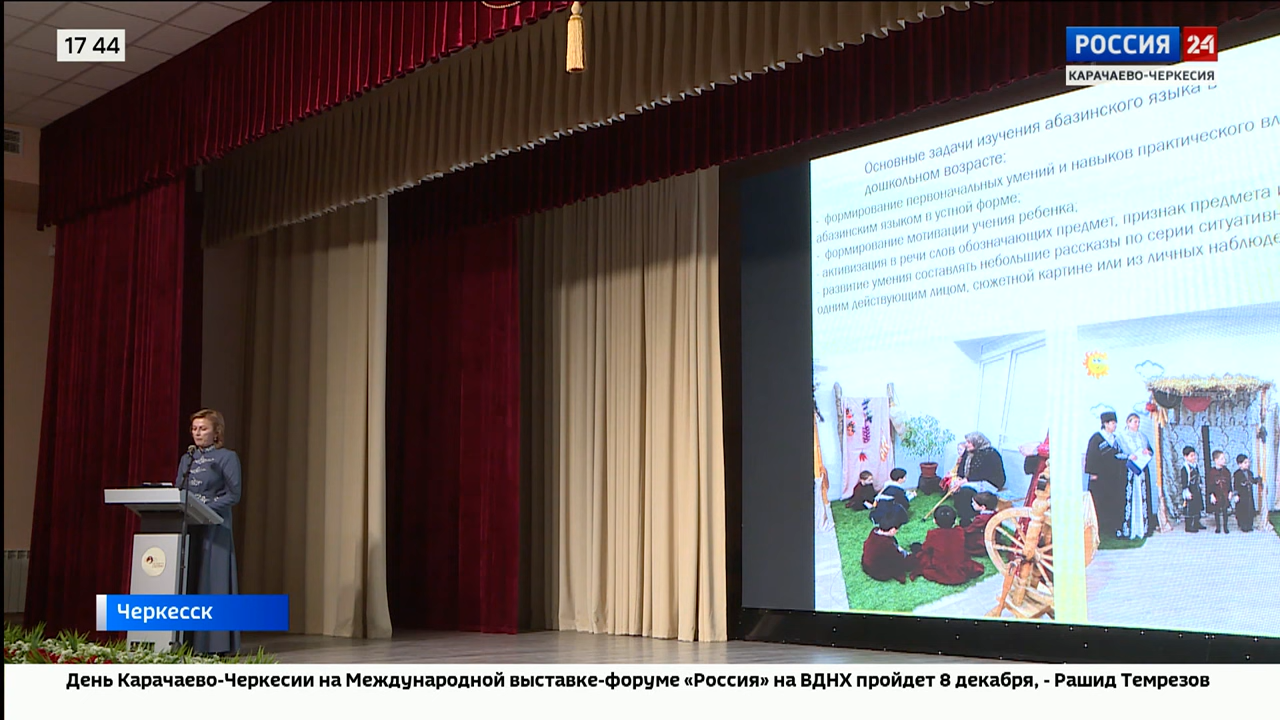 17 44
РОССИЯ 24
КАРАЧАЕВО-ЧЕРКЕСИЯ
Основные задачи изучения абазинского языка в
дошкольном возрасте:
- формирование первоначальных умений и навыков практического вл
абазинским языком в устной форме;
- формирование мотивации учения ребенка;
- активизация в речи слов обозначающих предмет, признак предмета и
- развитие умения составлять небольшие рассказы по серии ситуативн
одним действующим лицом, сюжетной картине или из личных наблюде
Черкесск
День Карачаево-Черкесии на Международной выставке-форуме «Россия» на ВДНХ пройдет 8 декабря, - Рашид Темрезов